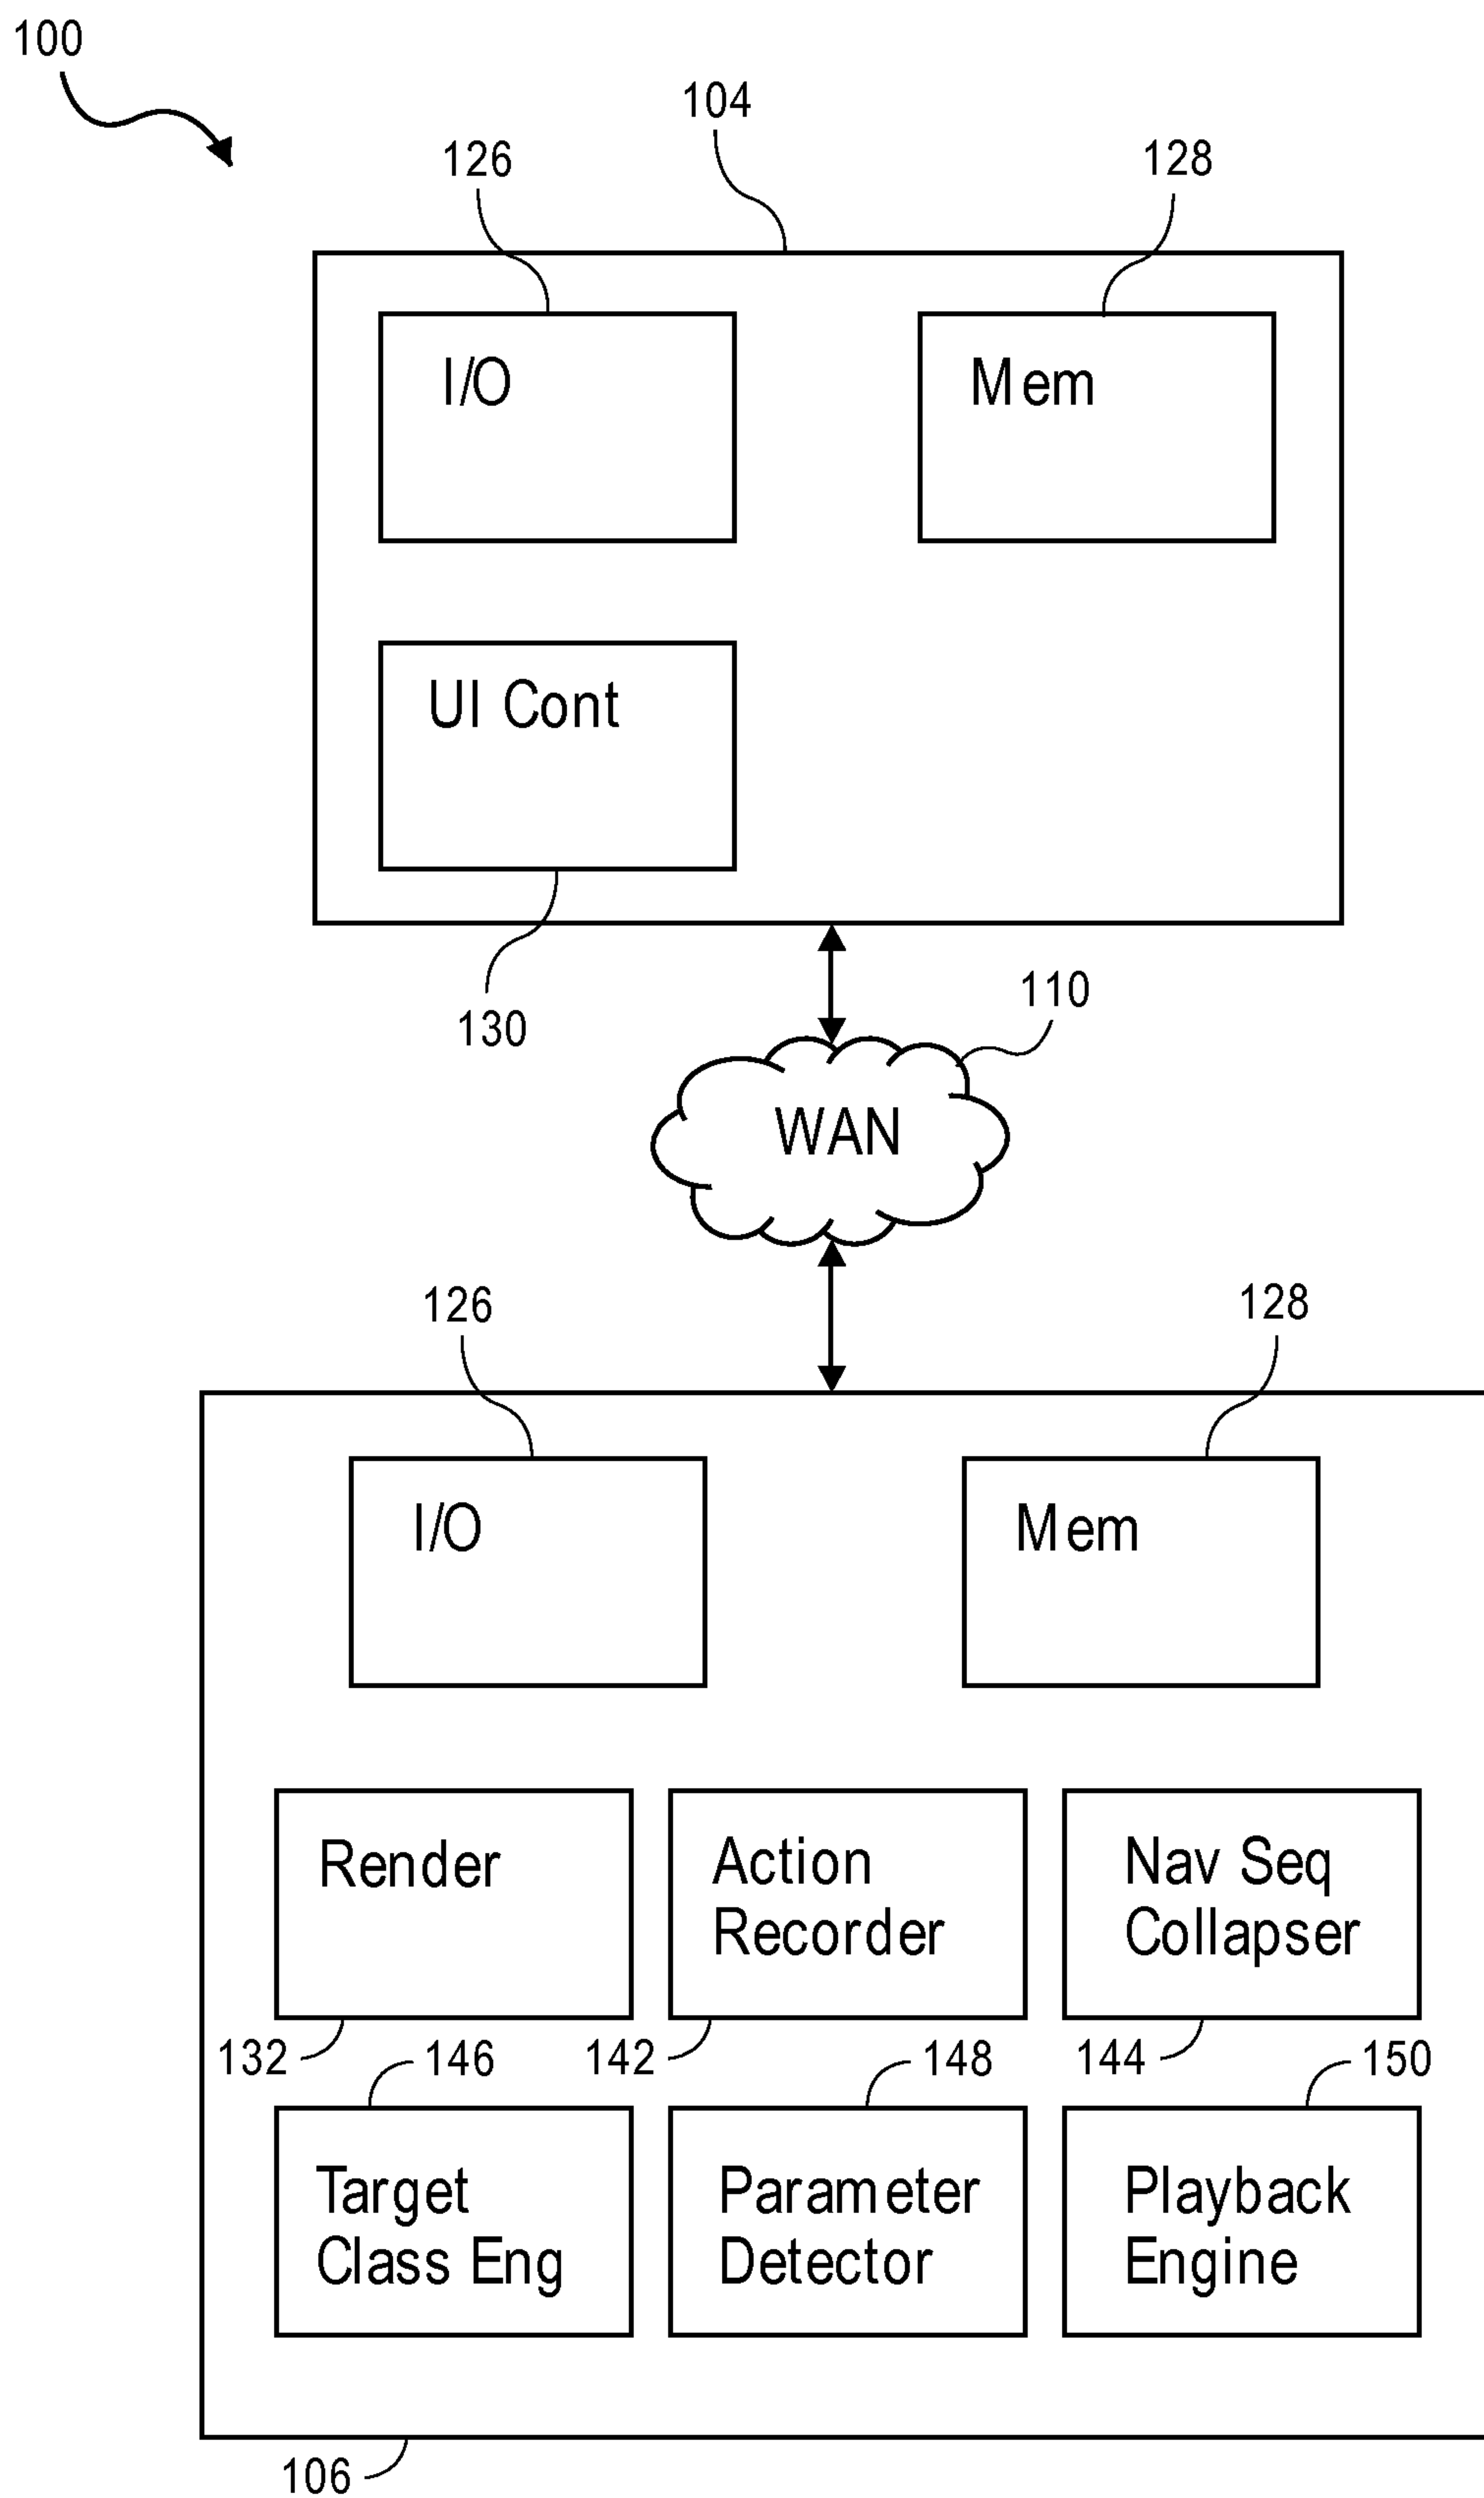 100
104
126
128
I/O
Mem
UI Cont
130
110
WAN
126
128
I/O
Mem
Render
Action
Recorder
Nav Seq
Collapser
132
146
142
148
144
150
Target
Class Eng
Parameter
Detector
Playback
Engine
106